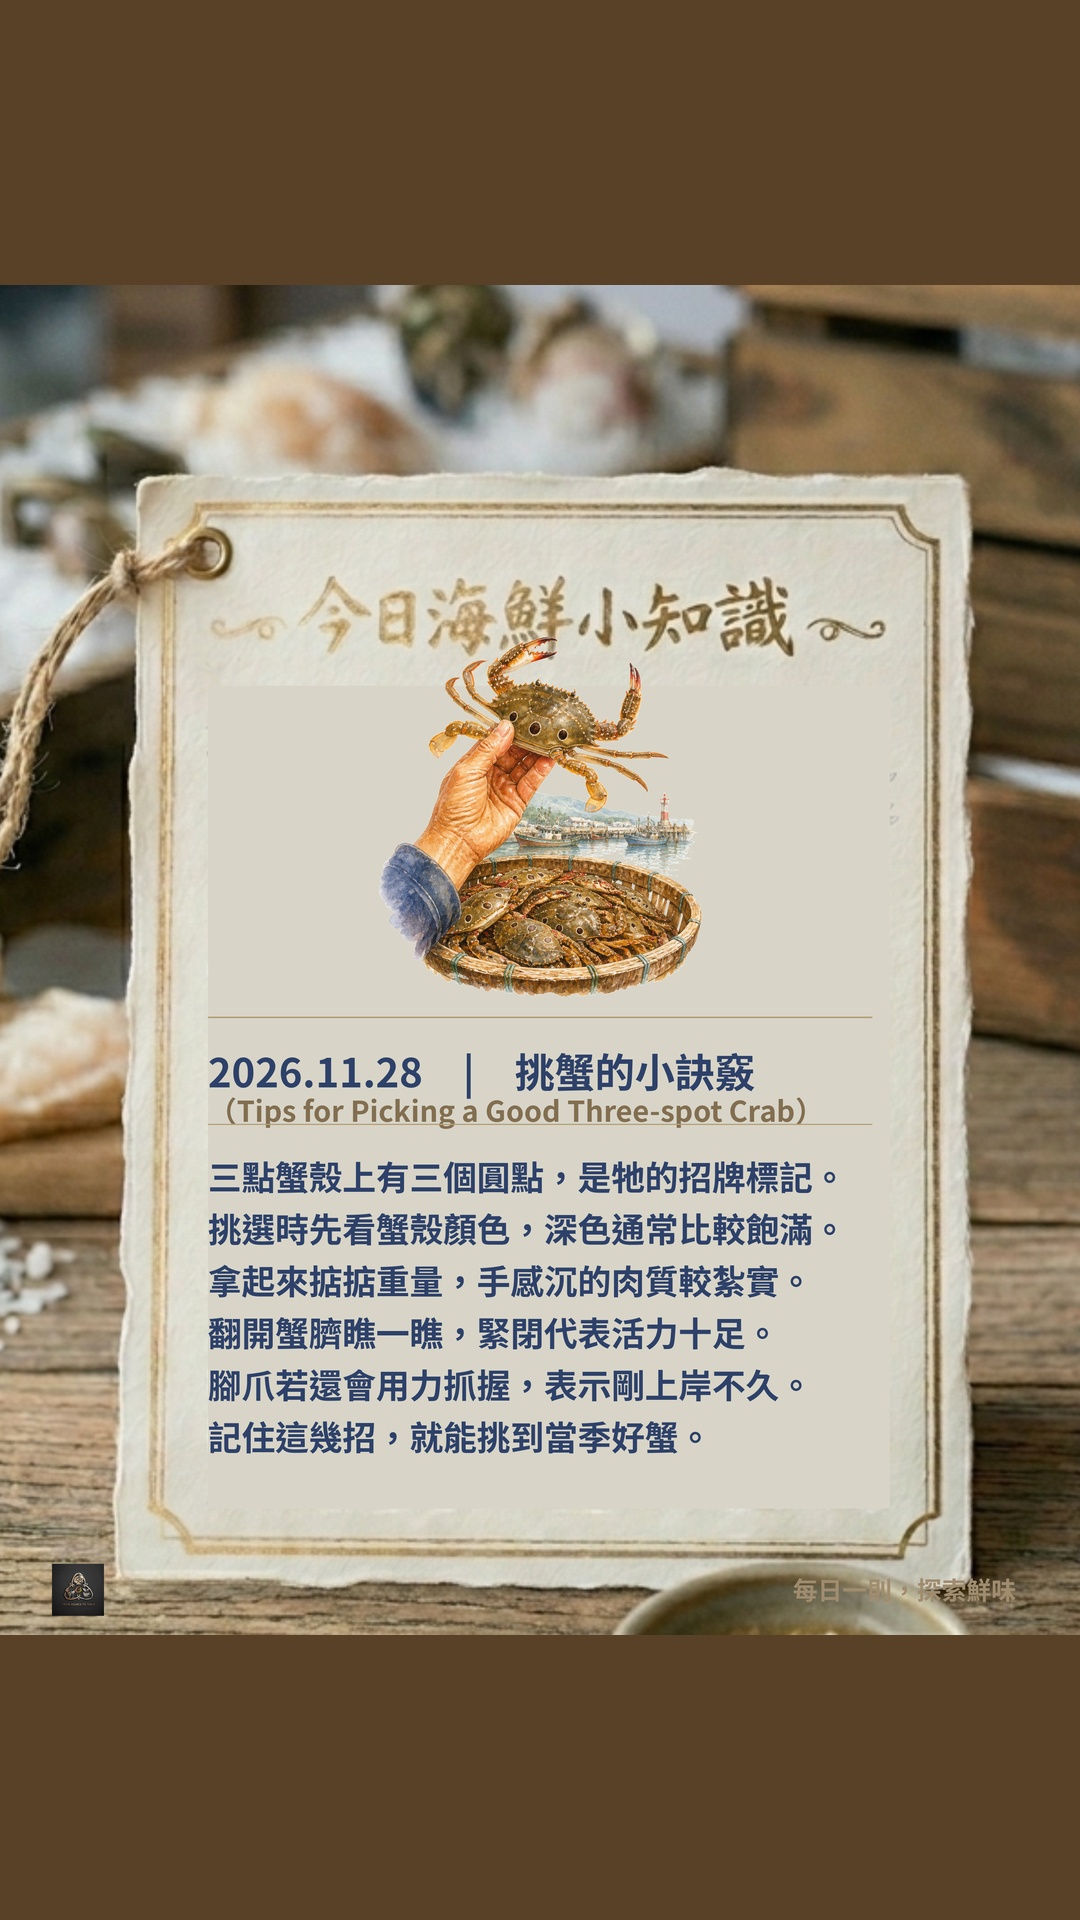 今日海鮮小知識
2026.11.28 | 挑蟹的小訣竅
（Tips for Picking a Good Three-spot Crab）
三點蟹殼上有三個圓點，是牠的招牌標記。
挑選時先看蟹殼顏色，深色通常比較飽滿。
拿起來掂掂重量，手感沉的肉質較紮實。
翻開蟹臍瞧一瞧，緊閉代表活力十足。
腳爪若還會用力抓握，表示剛上岸不久。
記住這幾招，就能挑到當季好蟹。
每日一則，探索鮮味